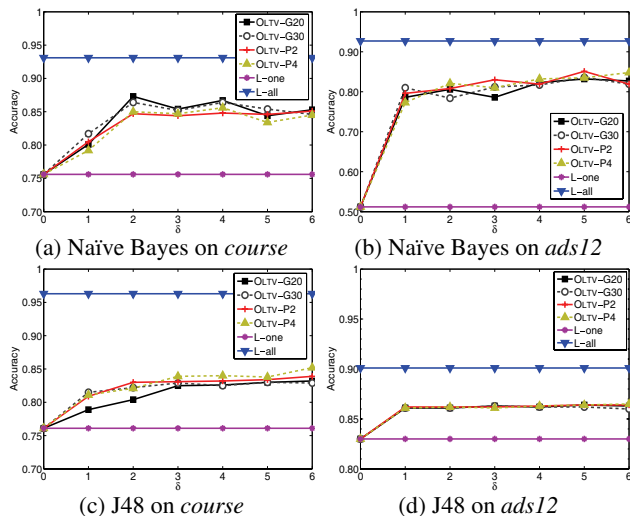 1
0.95
0.90
0.85
0.80
0.75
0.70
Accuracy
0 1 2 3 4 5 6
δ
OLTV-G20
OLTV-G30
OLTV-P2
OLTV-P4
L-one
L-all
(a) Naïve Bayes on course
1
0.90
0.80
0.70
0.60
0.50
Accuracy
0 1 2 3 4 5 6
δ
OLTV-G20
OLTV-G30
OLTV-P2
OLTV-P4
L-one
L-all
(b) Naïve Bayes on ads12
1
0.95
0.90
0.85
0.80
0.75
0.70
Accuracy
0 1 2 3 4 5 6
δ
OLTV-G20
OLTV-G30
OLTV-P2
OLTV-P4
L-one
L-all
(c) J48 on course
1
0.95
0.90
0.85
0.80
Accuracy
0 1 2 3 4 5 6
δ
OLTV-G20
OLTV-G30
OLTV-P2
OLTV-P4
L-one
L-all
(d) J48 on ads12